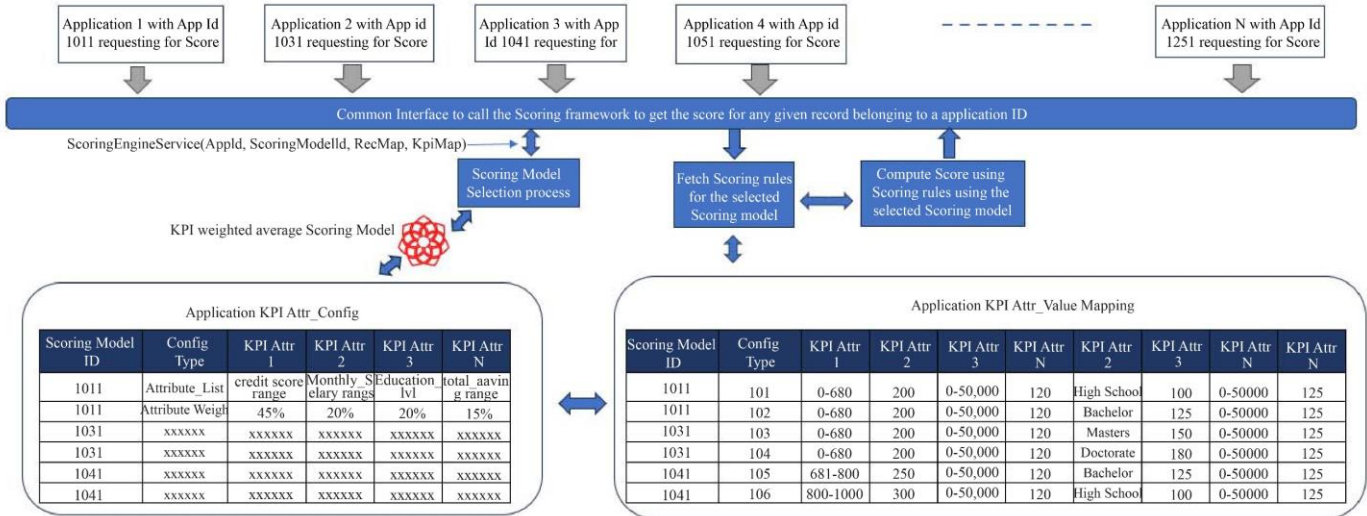 Application 1 with App Id
1011 requesting for Score
Application 2 with App id
1031 requesting for Score
Application 3 with App
Id 1041 requesting for
Application 4 with App id
1051 requesting for Score
Application N with App Id
1251 requesting for Score
Common Interface to call the Scoring framework to get the score for any given record belonging to a application ID
ScoringEngineService(AppId, ScoringModelId, RecMap, KpiMap)
Scoring Model
Selection process
Fetch Scoring rules
for the selected
Scoring model
Compute Score using
Scoring rules using the
selected Scoring model
KPI weighted average Scoring Model
Application KPI Attr_Config
Scoring Model ID Config Type KPI Attr 1 KPI Attr 2 KPI Attr 3 KPI Attr N
1011 Attribute_List credit score range Monthly_S elary rangs Education_ lvl total_aavin g range
1011 Attribute Weigh 45% 20% 20% 15%
1031 xxxxxx xxxxxx xxxxxx xxxxxx xxxxxx
1031 xxxxxx xxxxxx xxxxxx xxxxxx xxxxxx
1041 xxxxxx xxxxxx xxxxxx xxxxxx xxxxxx
1041 xxxxxx xxxxxx xxxxxx xxxxxx xxxxxx
Application KPI Attr_Value Mapping
Scoring Model ID Config Type KPI Attr 1 KPI Attr 2 KPI Attr 3 KPI Attr N KPI Attr 2 KPI Attr 3 KPI Attr N KPI Attr N
1011 101 0-680 200 0-50,000 120 High School 100 0-50000 125
1011 102 0-680 200 0-50,000 120 Bachelor 125 0-50000 125
1031 103 0-680 200 0-50,000 120 Masters 150 0-50000 125
1031 104 0-680 200 0-50,000 120 Doctorate 180 0-50000 125
1041 105 681-800 250 0-50,000 120 Bachelor 125 0-50000 125
1041 106 800-1000 300 0-50,000 120 High School 100 0-50000 125